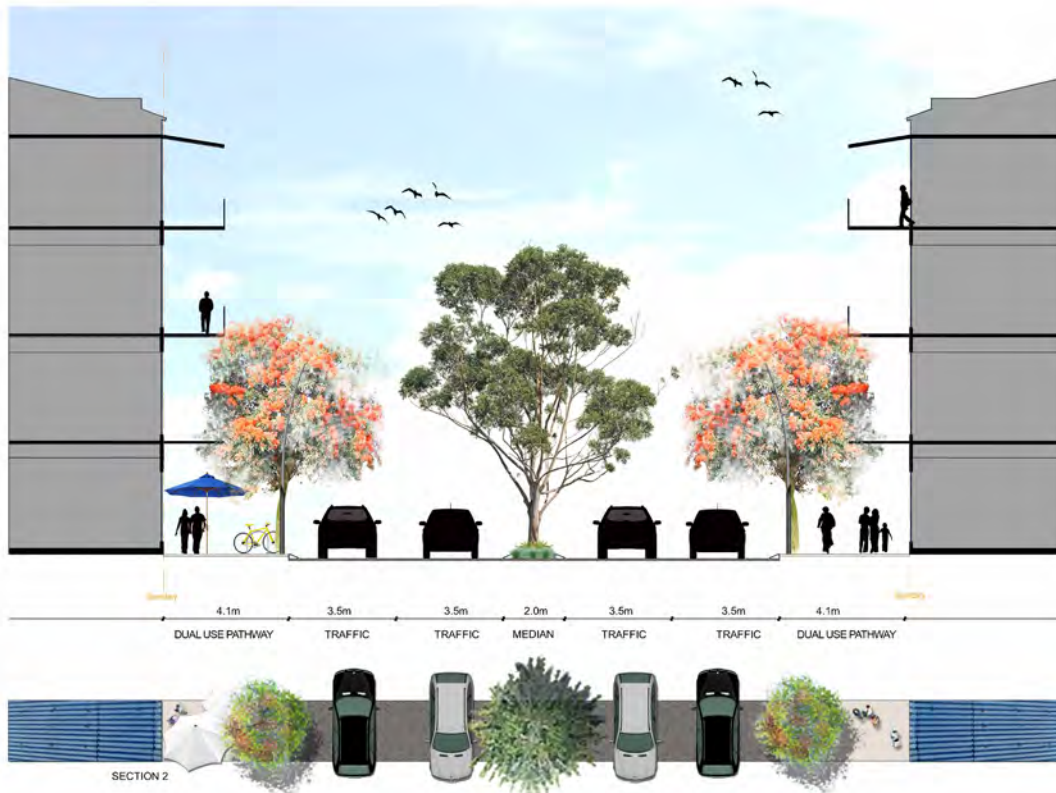 4.1m 3.5m 3.5m 2.0m 3.5m 3.5m 4.1m
DUAL USE PATHWAY TRAFFIC TRAFFIC MEDIAN TRAFFIC TRAFFIC DUAL USE PATHWAY
SECTION 2